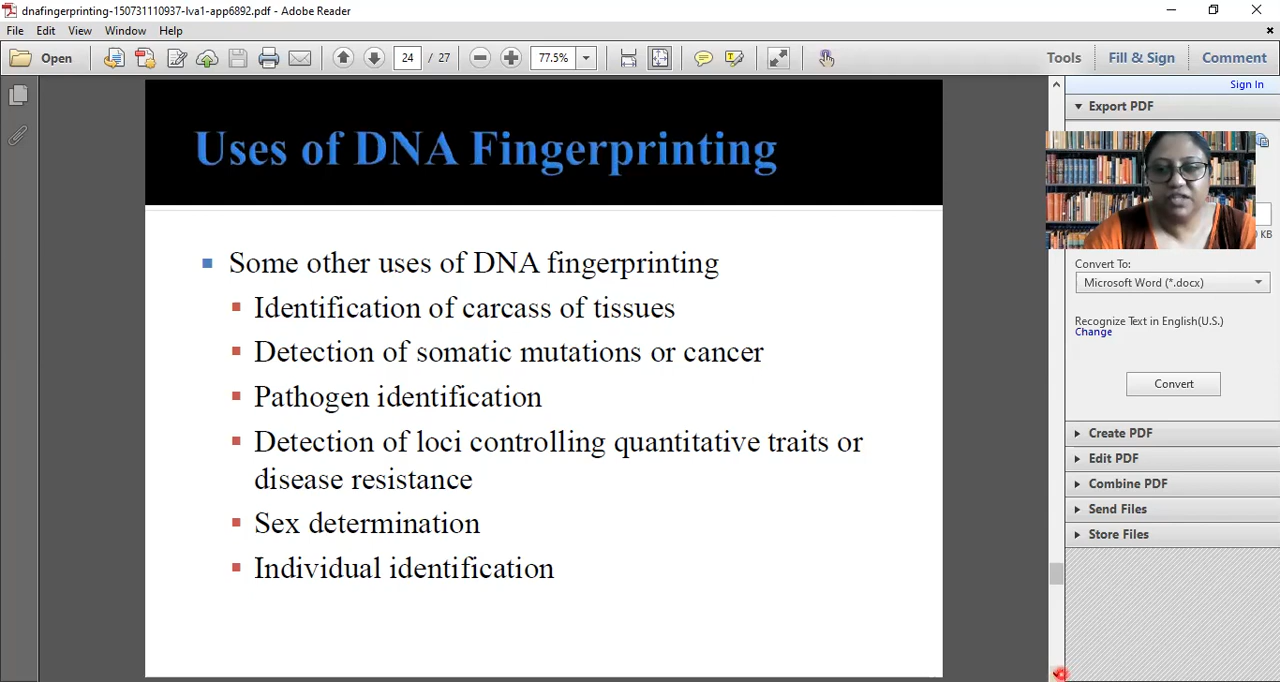 dnafingerprinting-150731110937-lva1-app6892.pdf - Adobe Reader
File Edit View Window Help
Open 24 / 27 77.5% Tools Fill & Sign Comment
Sign In
Export PDF
Uses of DNA Fingerprinting
KB
Some other uses of DNA fingerprinting
Convert To:
Microsoft Word (*.docx)
Identification of carcass of tissues
Recognize Text in English(U.S.)
Change
Detection of somatic mutations or cancer
Convert
Pathogen identification
Create PDF
Detection of loci controlling quantitative traits or
Edit PDF
disease resistance
Combine PDF
Send Files
Sex determination
Store Files
Individual identification